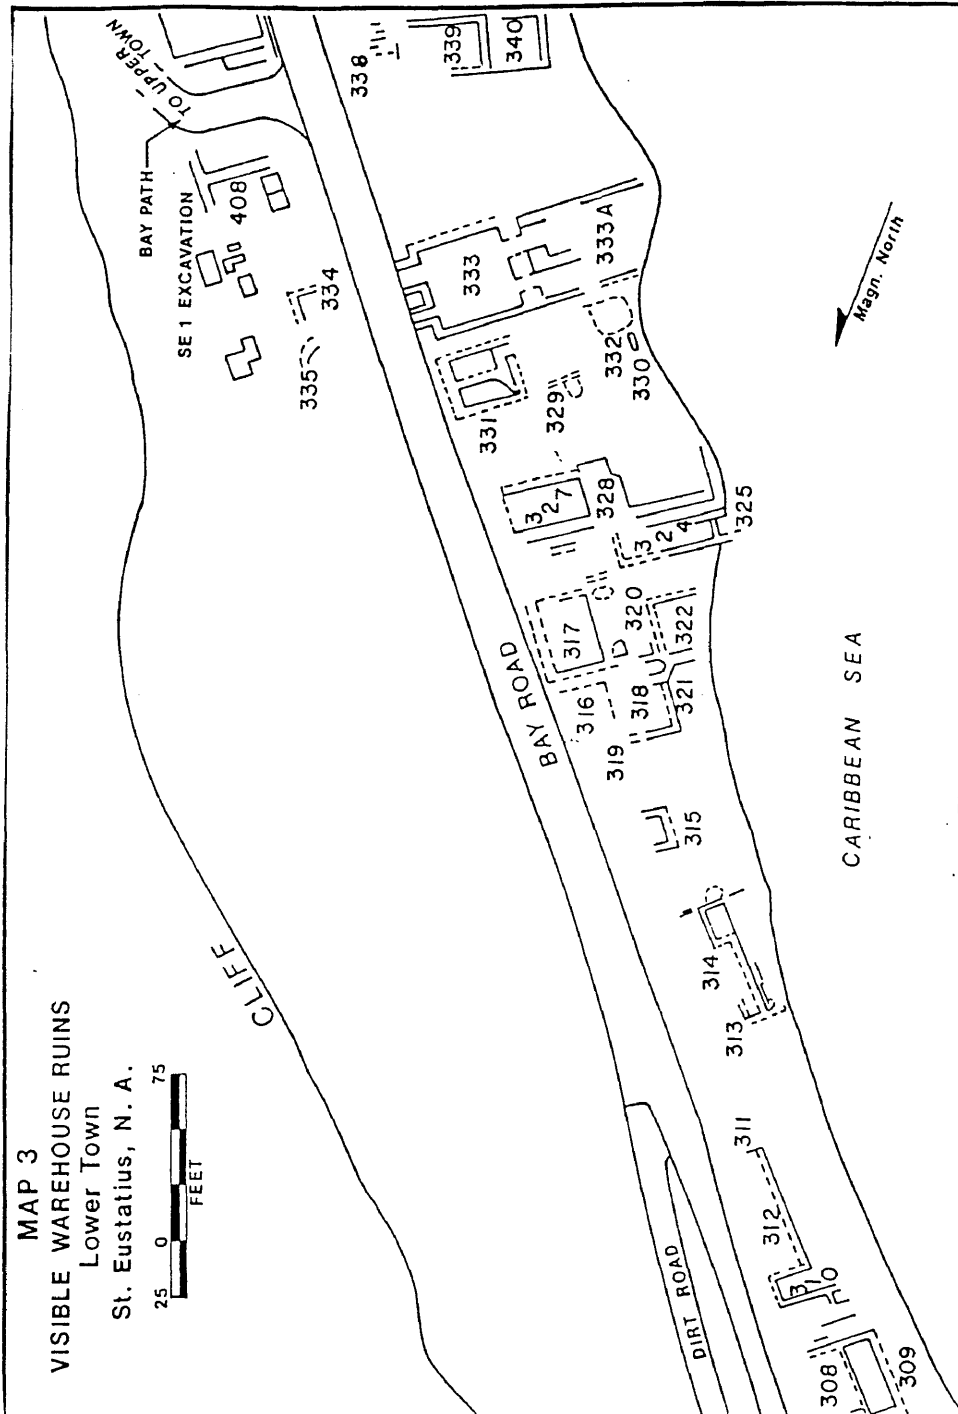 MAP 3
VISIBLE WAREHOUSE RUINS
Lower Town
St. Eustatius, N. A.
25 0 75
FEET
CLIFF
DIRT ROAD
BAY ROAD
CARIBBEAN SEA
Magn. North
TO UPPER
TOWN
BAY PATH
SE 1 EXCAVATION
408
334
335
338
339
340
333
333A
332
330
331
329
327
328
324
325
317
320
322
316
318
321
319
315
314
313
311
312
310
308
309